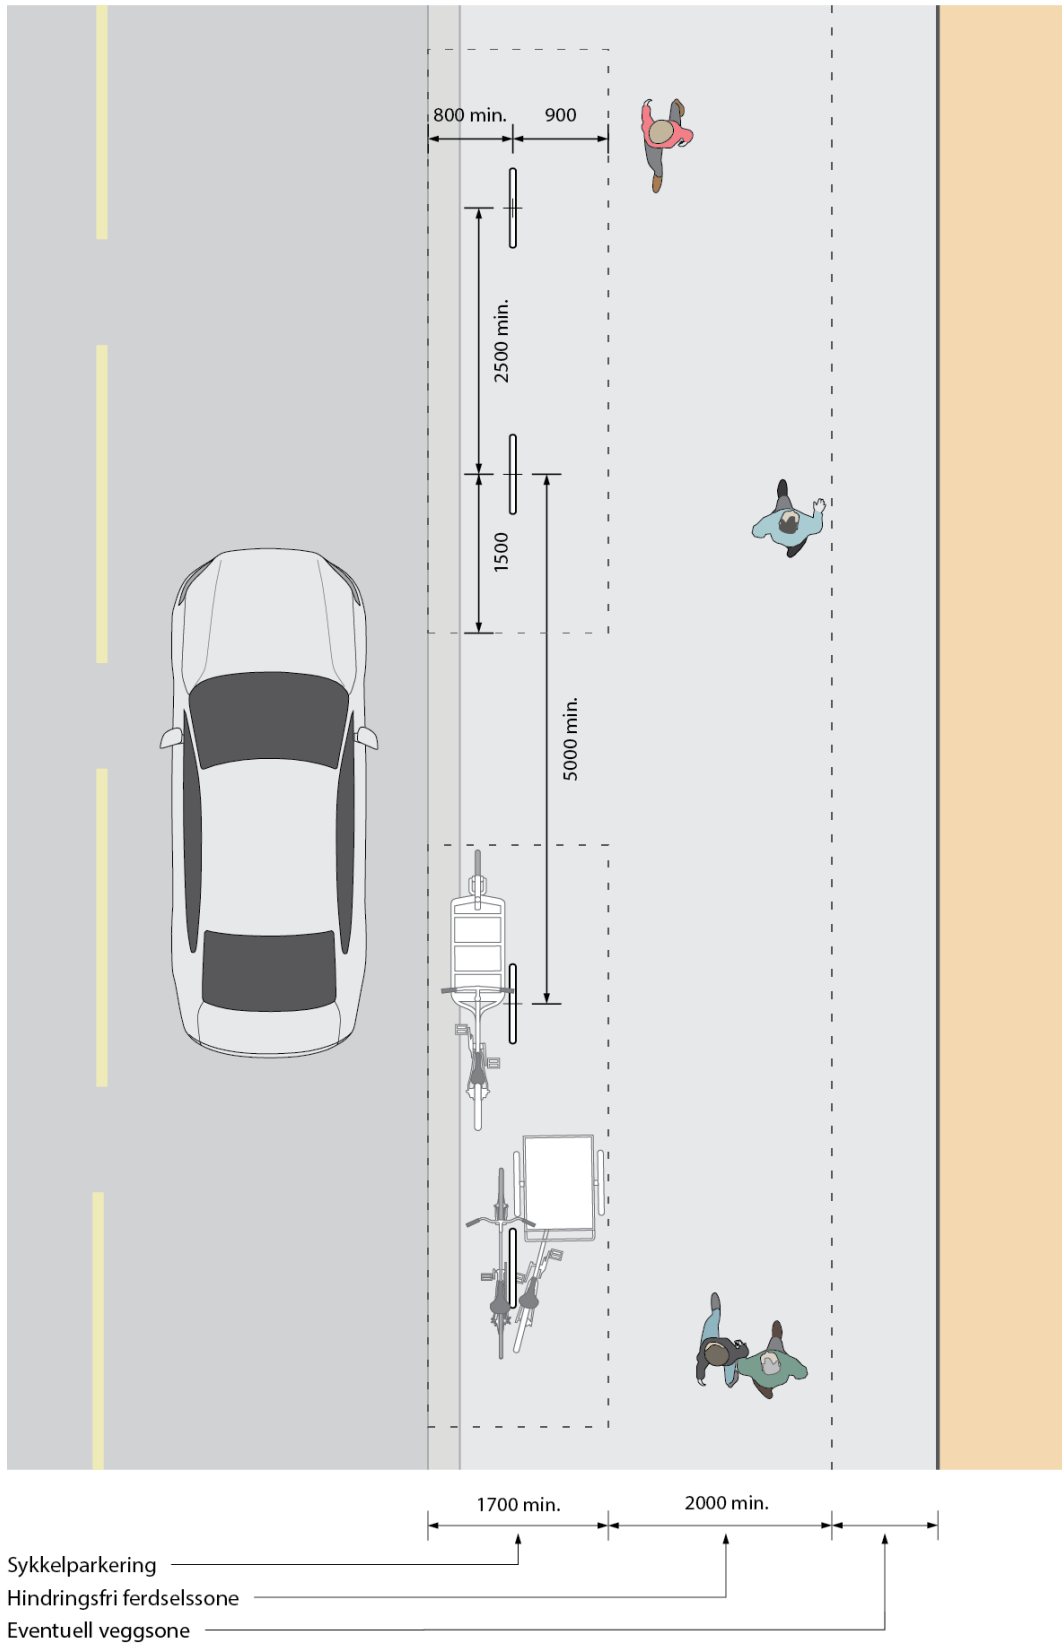 800 min.
900
2500 min.
1500
5000 min.
1700 min.
2000 min.
Sykkelparkering
Hindringsfri ferdselssone
Eventuell veggsone